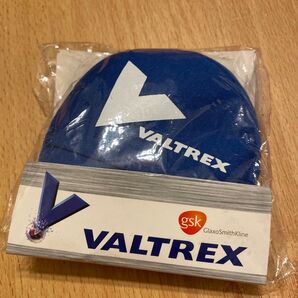 VALTREX
gsk
GlaxoSmithKline
VALTREX